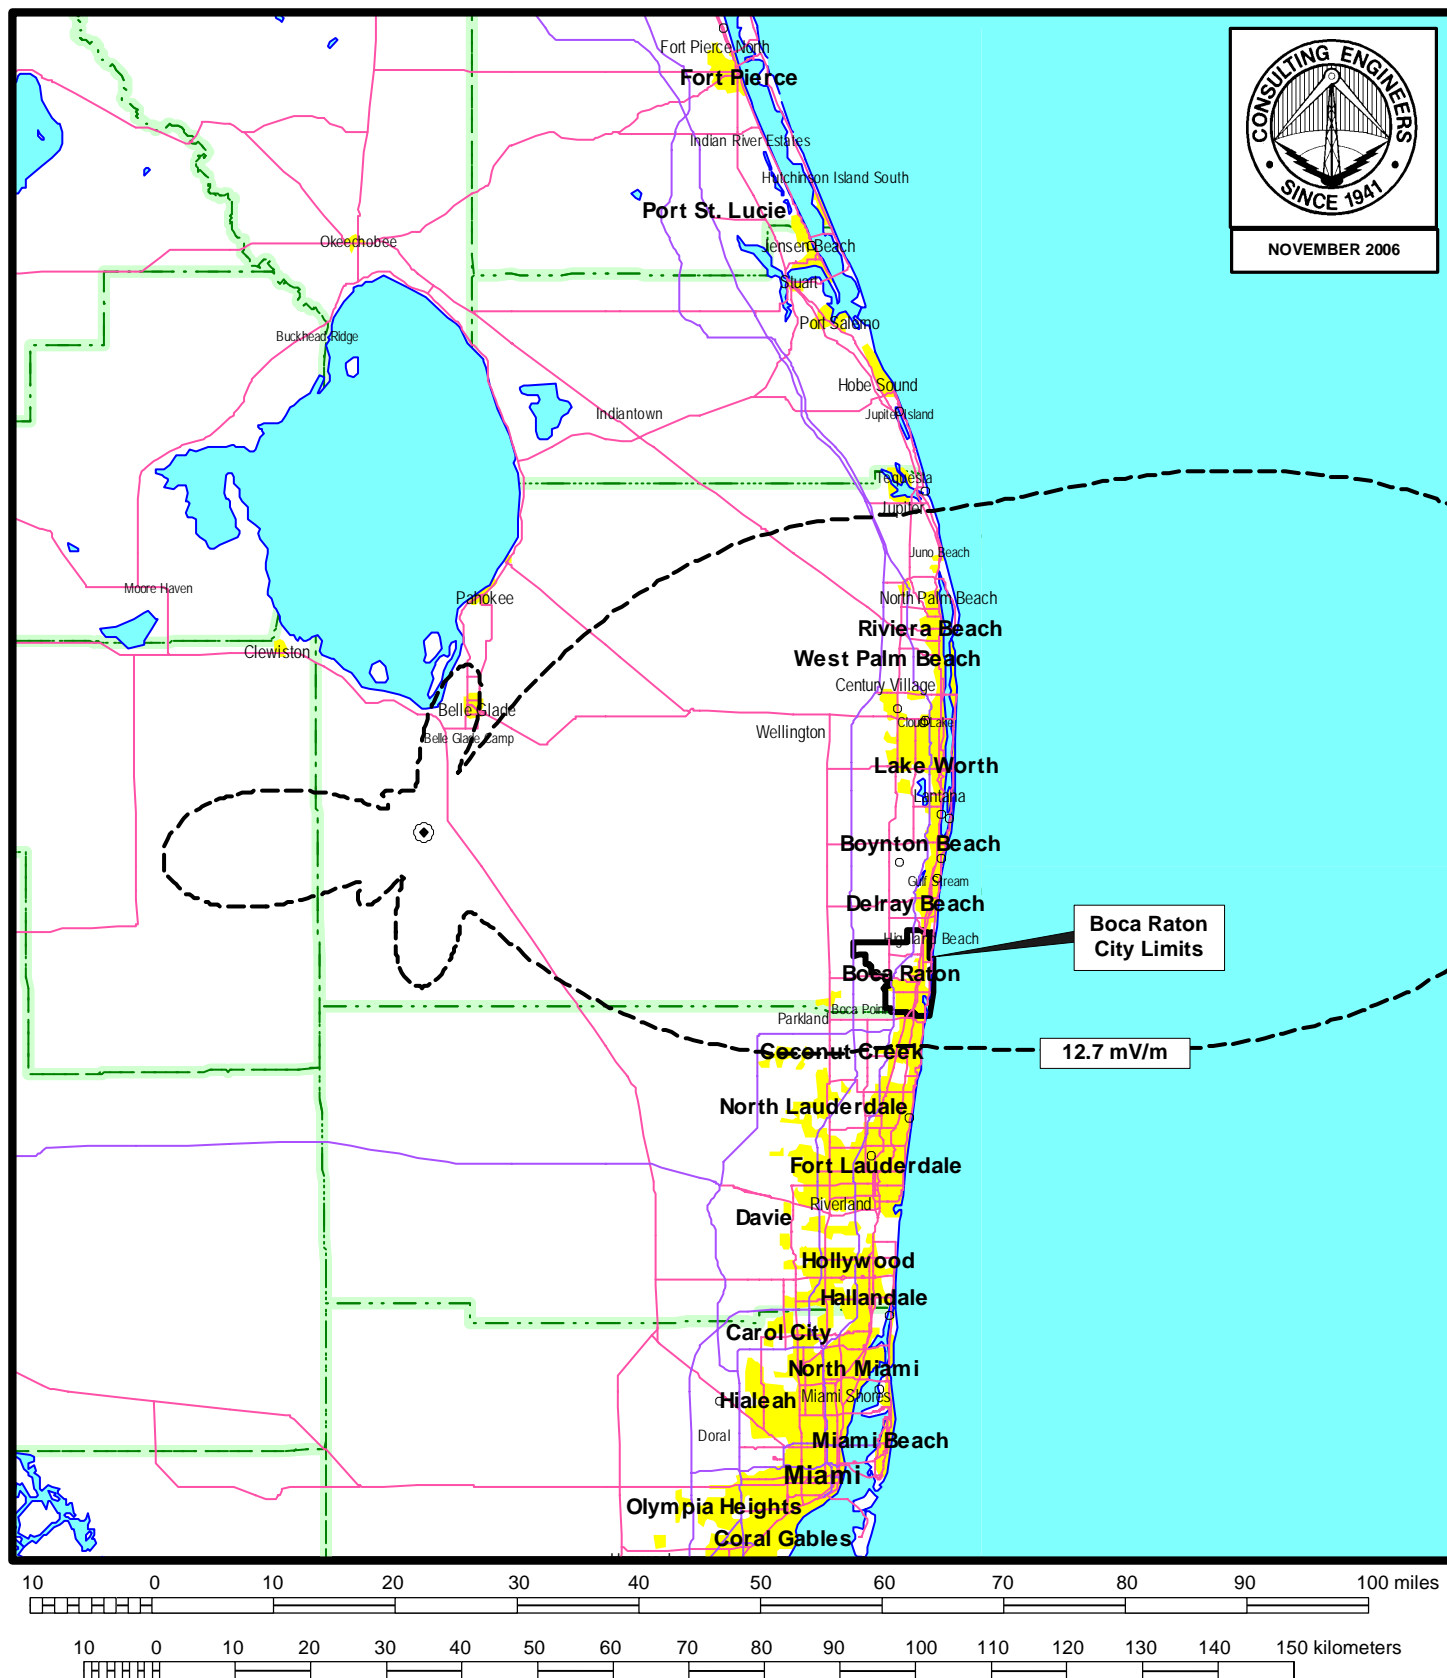 Fort Pierce North
Fort Pierce
CONSULTING ENGINEERS
SINCE 1941
NOVEMBER 2006
Indian River Estates
Hutchinson Island South
Port St. Lucie
Okeechobee
Jensen Beach
Stuart
Port Salerno
Buckhead Ridge
Hobe Sound
Indiantown
Jupiter Island
Tequesta
Jupiter
Juno Beach
Moore Haven
Pahokee
North Palm Beach
Riviera Beach
Clewiston
West Palm Beach
Century Village
Belle Glade
Cloud Lake
Wellington
Belle Glade Camp
Lake Worth
Lantana
Boynton Beach
Gulf Stream
Delray Beach
Highland Beach
Boca Raton
City Limits
Boca Raton
Boca Point
Parkland
Coconut Creek
12.7 mV/m
North Lauderdale
Fort Lauderdale
Riverland
Davie
Hollywood
Hallandale
Carol City
North Miami
Hialeah
Miami Shores
Doral
Miami Beach
Miami
Olympia Heights
Coral Gables
10 0 10 20 30 40 50 60 70 80 90 100 miles
10 0 10 20 30 40 50 60 70 80 90 100 110 120 130 140 150 kilometers